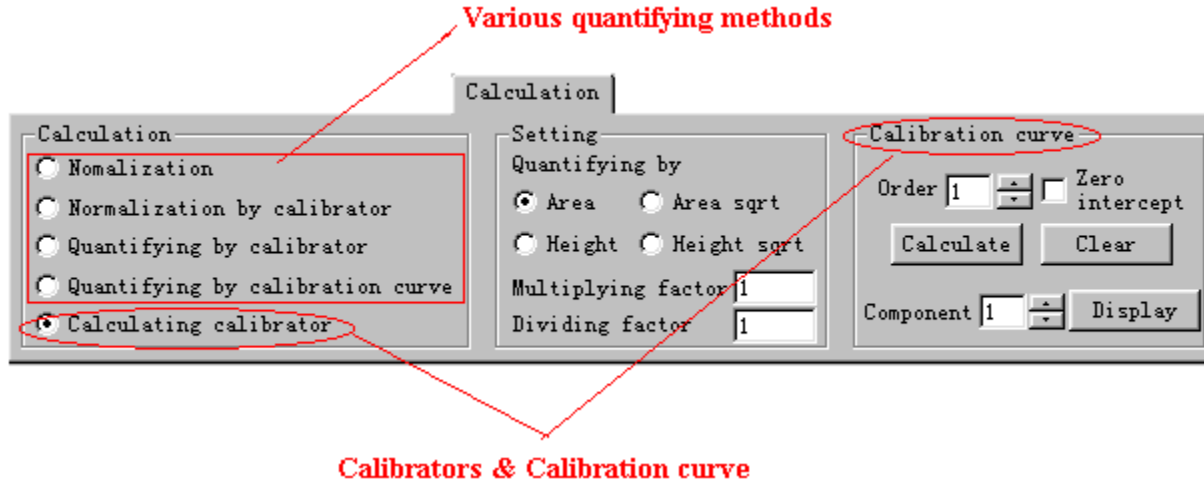 Various quantifying methods
Calculation
Calculation
Nomalization
Normalization by calibrator
Quantifying by calibrator
Quantifying by calibration curve
Calculating calibrator
Setting
Quantifying by
Area
Area sqrt
Height
Height sqrt
Multiplying factor 1
Dividing factor 1
Calibration curve
Order 1
Zero
intercept
Calculate
Clear
Component 1
Display
Calibrators & Calibration curve